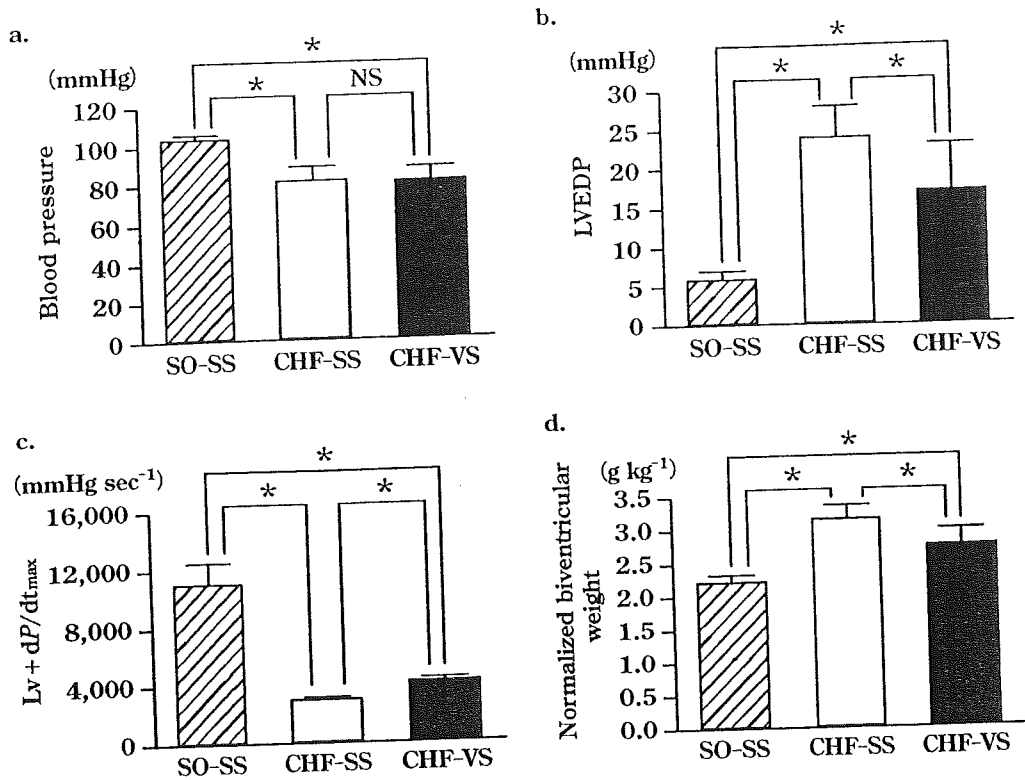 a.
(mmHg)
*
*
NS
120
100
80
60
40
20
0
Blood pressure
SO-SS
CHF-SS
CHF-VS
b.
(mmHg)
*
*
*
30
25
20
15
10
5
0
LVEDP
SO-SS
CHF-SS
CHF-VS
c.
(mmHg sec⁻¹)
*
*
*
16,000
12,000
8,000
4,000
0
Lv + dP/dtmax
SO-SS
CHF-SS
CHF-VS
d.
(g kg⁻¹)
*
*
*
3.5
3.0
2.5
2.0
1.5
1.0
0.5
0.0
Normalized biventricular
weight
SO-SS
CHF-SS
CHF-VS